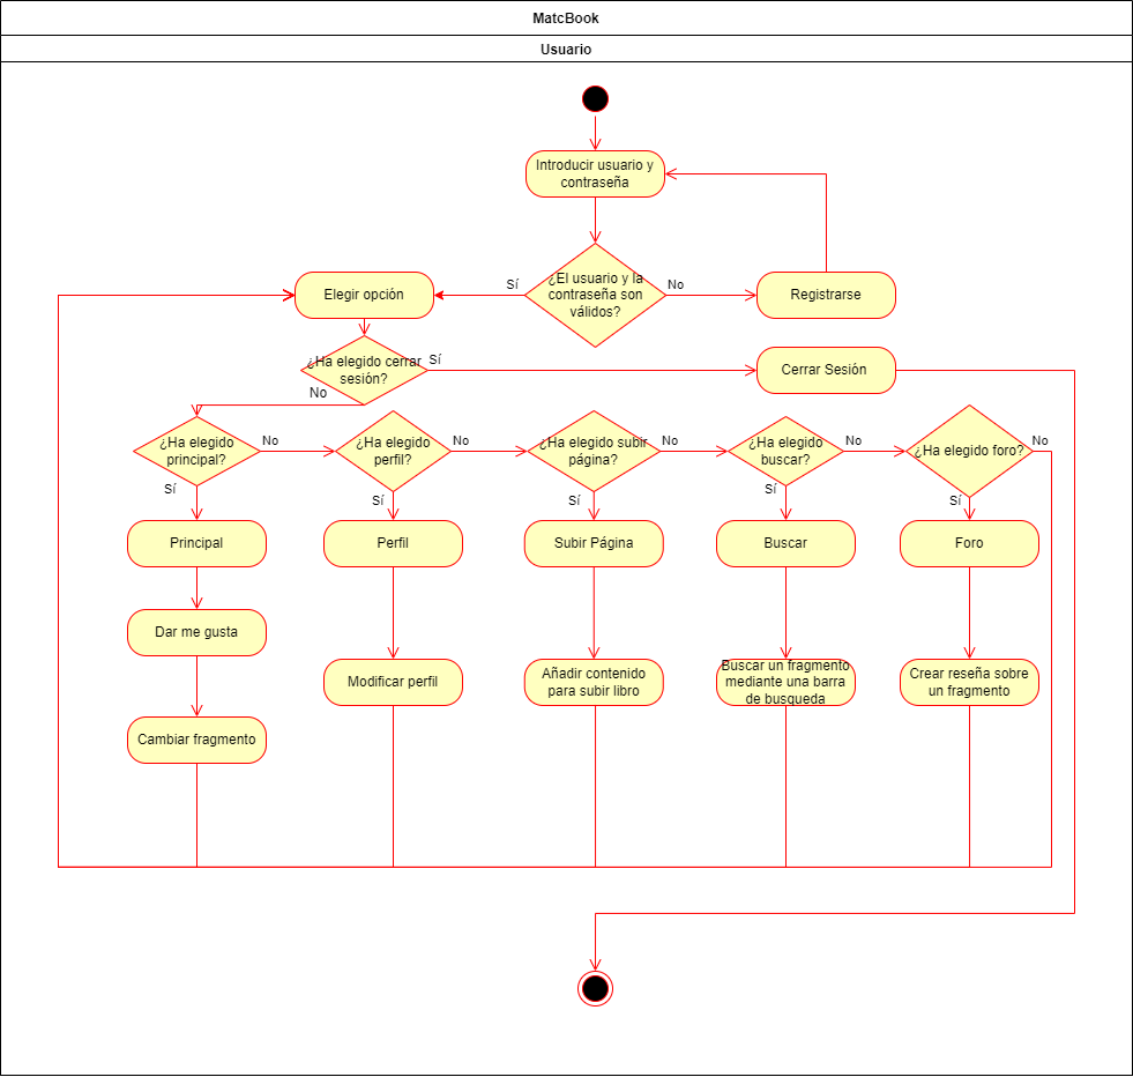 MatcBook
Usuario
Introducir usuario y
contraseña
¿El usuario y la
contraseña son
válidos?
Sí
No
Elegir opción
Registrarse
¿Ha elegido cerrar
sesión?
Sí
No
Cerrar Sesión
¿Ha elegido
principal?
No
Sí
¿Ha elegido
perfil?
No
Sí
¿Ha elegido subir
página?
No
Sí
¿Ha elegido
buscar?
No
Sí
¿Ha elegido foro?
No
Sí
Principal
Perfil
Subir Página
Buscar
Foro
Dar me gusta
Modificar perfil
Añadir contenido
para subir libro
Buscar un fragmento
mediante una barra
de busqueda
Crear reseña sobre
un fragmento
Cambiar fragmento